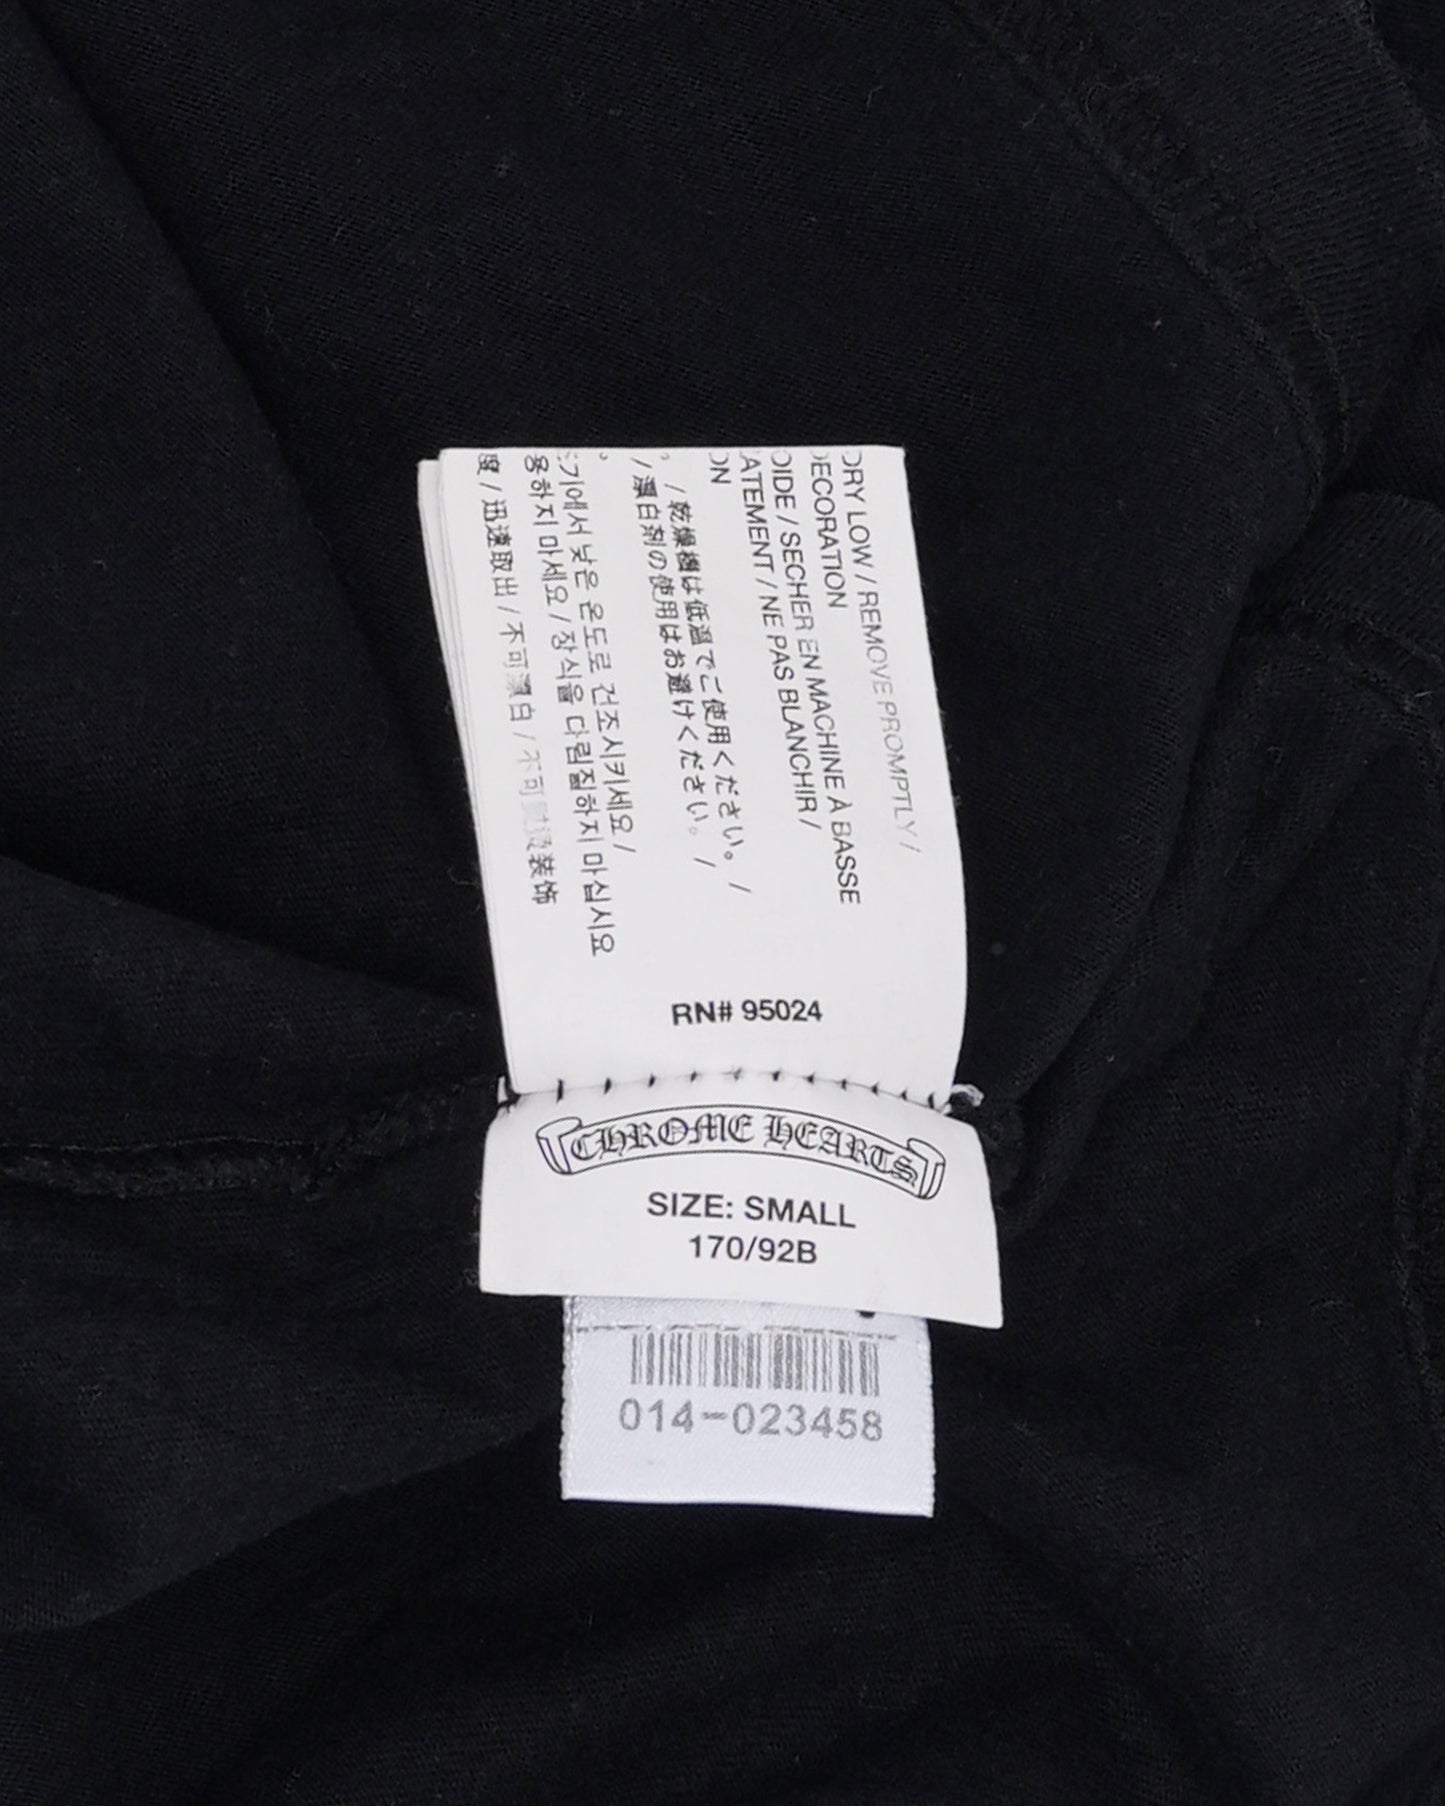 DRY LOW / REMOVE PROMPTLY /
DECORATION
OIDE / SECHER EN MACHINE À BASSE
ATEMENT / NE PAS BLANCHIR /
ON
/ 乾燥機は低温でご使用ください。 /
/ 漂白剤の使用はお避けください。 /
기에서 낮은 온도로 건조시키세요 /
용하지 마세요 / 장식을 다림질하지 마십시요
度 / 迅速取出 / 不可漂白 / 不可熨烫装饰
RN# 95024
CHROME HEARTS
SIZE: SMALL
170/92B
014-023458